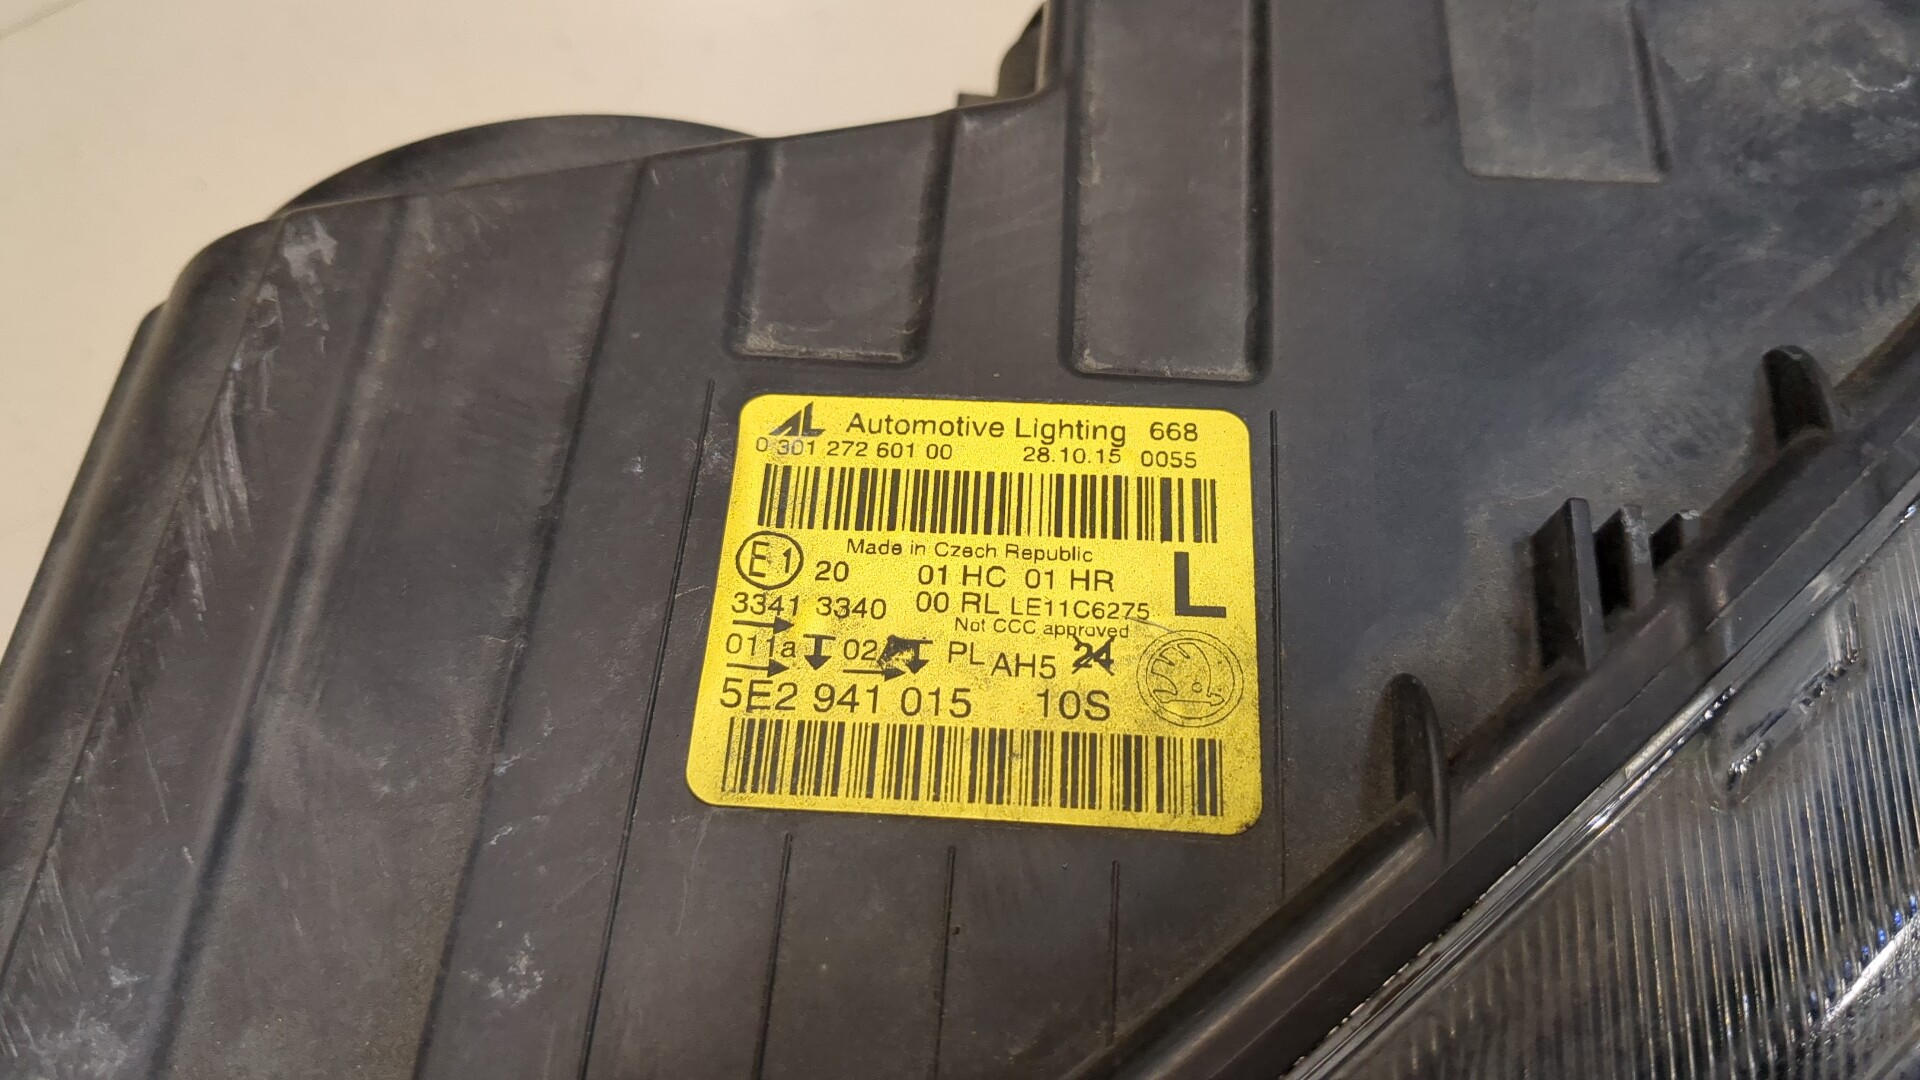 AL Automotive Lighting 668
0 301 272 601 00 28.10.15 0055
Made in Czech Republic
E1 20 01 HC 01 HR L
3341 3340 00 RL LE11C6275
Not CCC approved
011a 02 PL AH5 24
5E2 941 015 10S